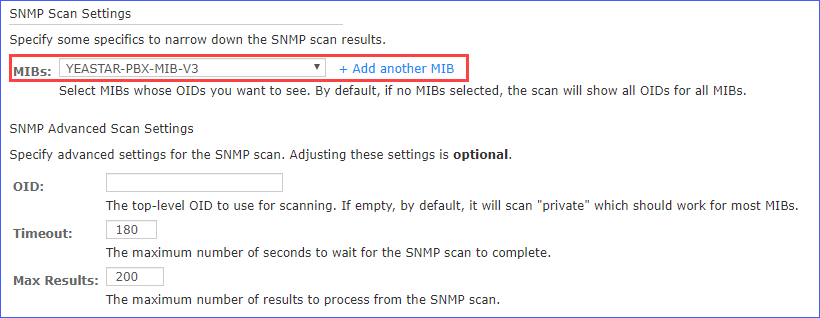 SNMP Scan Settings
Specify some specifics to narrow down the SNMP scan results.
MIBs: YEASTAR-PBX-MIB-V3 + Add another MIB
Select MIBs whose OIDs you want to see. By default, if no MIBs selected, the scan will show all OIDs for all MIBs.
SNMP Advanced Scan Settings
Specify advanced settings for the SNMP scan. Adjusting these settings is optional.
OID:
The top-level OID to use for scanning. If empty, by default, it will scan "private" which should work for most MIBs.
Timeout: 180
The maximum number of seconds to wait for the SNMP scan to complete.
Max Results: 200
The maximum number of results to process from the SNMP scan.